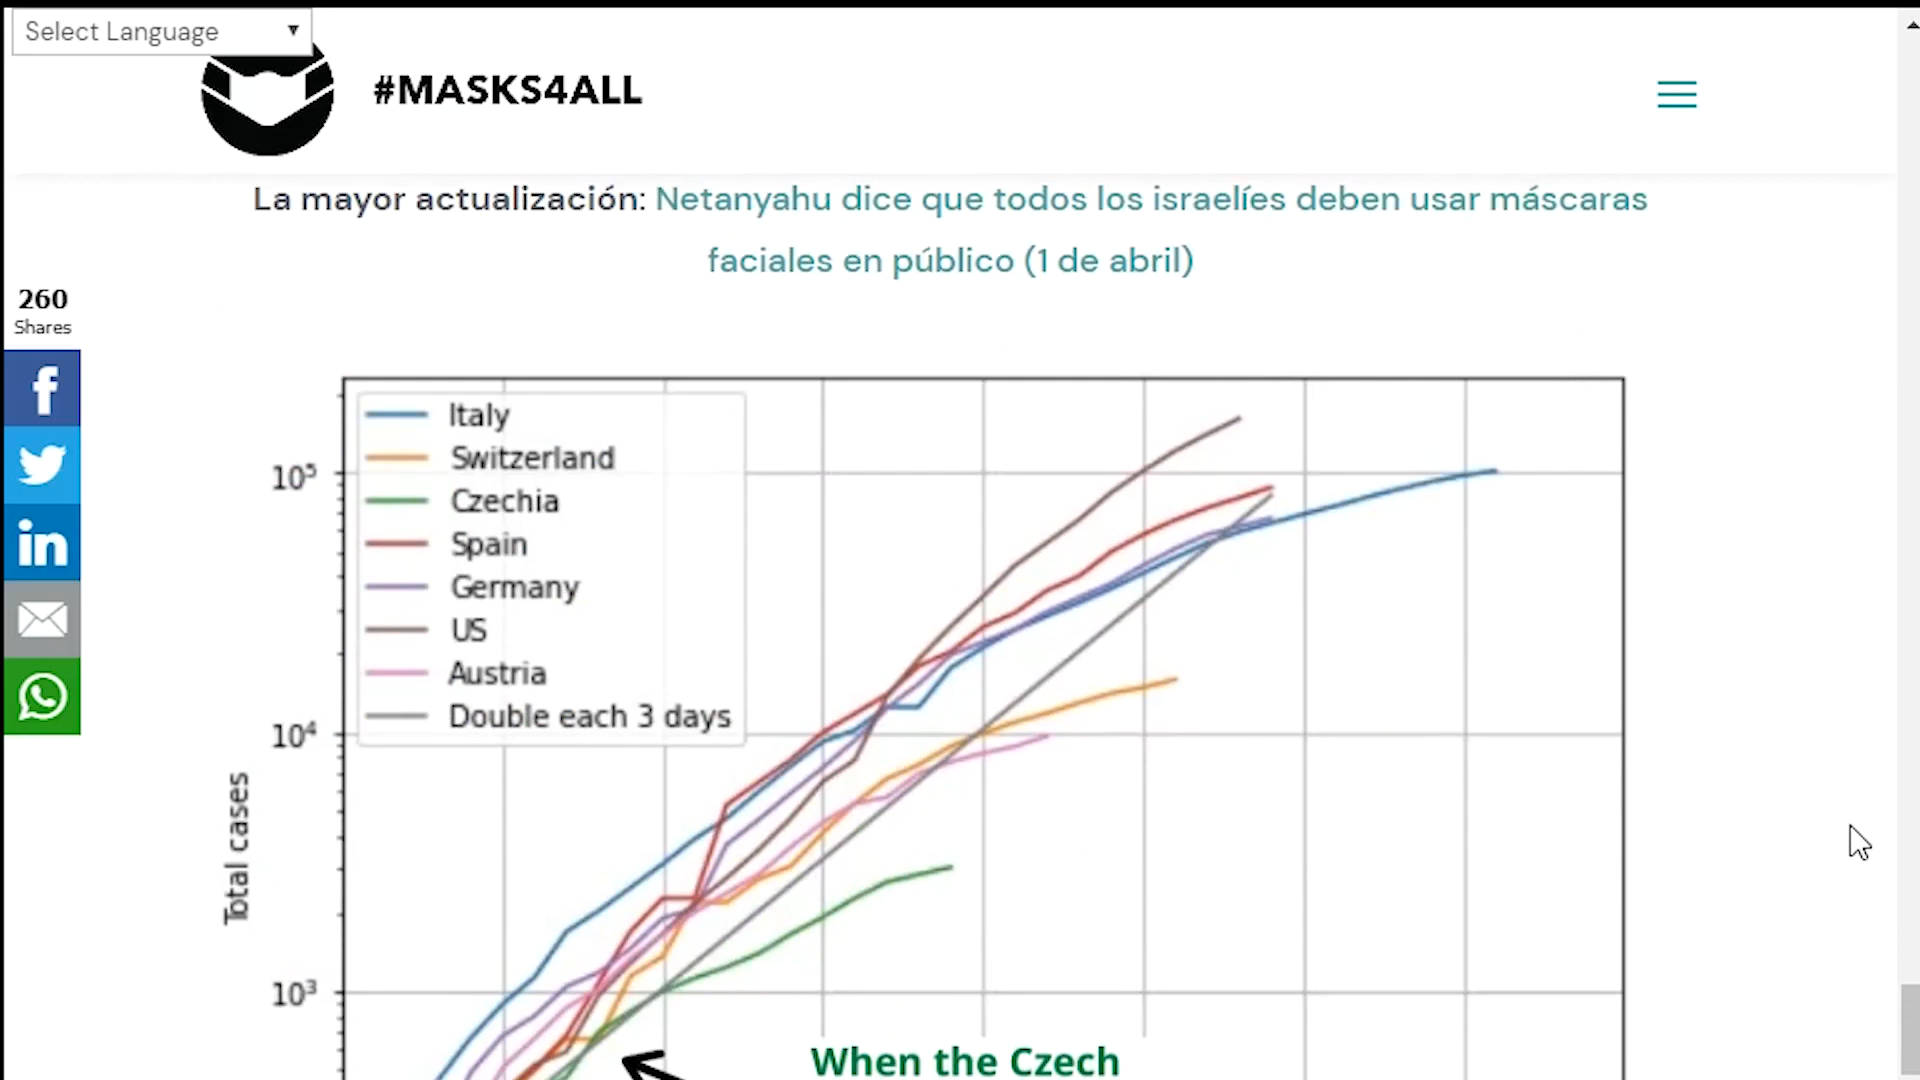 Select Language
#MASKS4ALL
La mayor actualización: Netanyahu dice que todos los israelíes deben usar máscaras
faciales en público (1 de abril)
260
Shares
Italy
Switzerland
Czechia
Spain
Germany
US
Austria
Double each 3 days
10⁵
10⁴
10³
Total cases
When the Czech